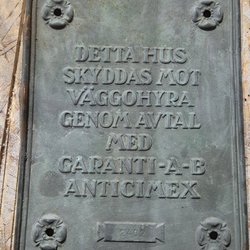 DETTA HUS
SKYDDAS MOT
VÄGGOHYRA
GENOM AVTAL
MED
GARANTI-A-B
ANTICIMEX